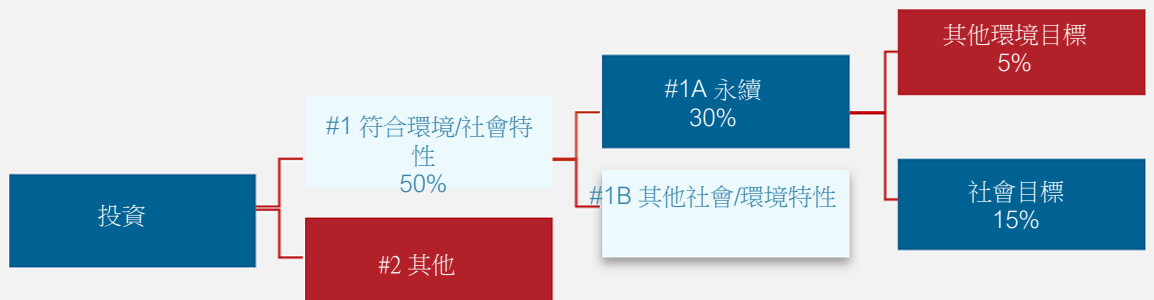 投資
#1 符合環境/社會特
性
50%
#2 其他
#1A 永續
30%
#1B 其他社會/環境特性
其他環境目標
5%
社會目標
15%